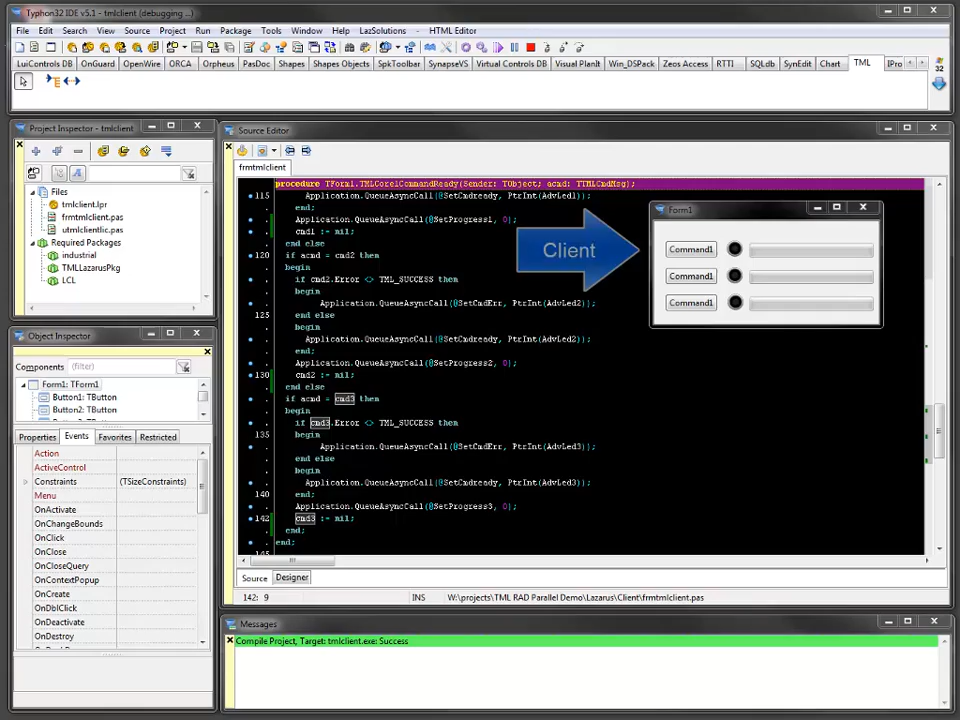 Typhon32 IDE v5.1 - tmlclient (debugging ...)
File Edit Search View Source Project Run Package Tools Window Help LazSolutions - HTML Editor
LuiControls DB OnGuard OpenWire ORCA Orpheus PasDoc Shapes Shapes Objects SpkToolbar SynapseVS Virtual Controls DB Visual PlanIt Win_DSPack Zeos Access RTTI SQLdb SynEdit Chart TML IPro
32
Project Inspector - tmlclient
Files
tmlclient.lpr
frmtmlclient.pas
utmlclientlic.pas
Required Packages
industrial
TMLLazarusPkg
LCL
Object Inspector
Components (filter)
Form1: TForm1
Button1: TButton
Button2: TButton
Properties Events Favorites Restricted
Action
ActiveControl
Constraints (TSizeConstraints)
Menu
OnActivate
OnChangeBounds
OnClick
OnClose
OnCloseQuery
OnContextPopup
OnCreate
OnDblClick
OnDeactivate
OnDestroy
Source Editor
frmtmlclient
procedure TForm1.TMLCore1CommandReady(Sender: TObject; acmd: TTMLCmdMsg);
115 Application.QueueAsyncCall(@SetCmdready, PtrInt(AdvLed1));
end;
Application.QueueAsyncCall(@SetProgress1, 0);
cmd1 := nil;
end else
120 if acmd = cmd2 then
begin
if cmd2.Error <> TML_SUCCESS then
begin
Application.QueueAsyncCall(@SetCmdErr, PtrInt(AdvLed2));
125 end else
begin
Application.QueueAsyncCall(@SetCmdready, PtrInt(AdvLed2));
end;
Application.QueueAsyncCall(@SetProgress2, 0);
130 cmd2 := nil;
end else
if acmd = cmd3 then
begin
if cmd3.Error <> TML_SUCCESS then
135 begin
Application.QueueAsyncCall(@SetCmdErr, PtrInt(AdvLed3));
end else
begin
Application.QueueAsyncCall(@SetCmdready, PtrInt(AdvLed3));
140 end;
Application.QueueAsyncCall(@SetProgress3, 0);
142 cmd3 := nil;
end;
end;
145
Client
Form1
Command1
Command1
Command1
Source Designer
142: 9 INS W:\projects\TML RAD Parallel Demo\Lazarus\Client\frmtmlclient.pas
Messages
Compile Project, Target: tmlclient.exe: Success